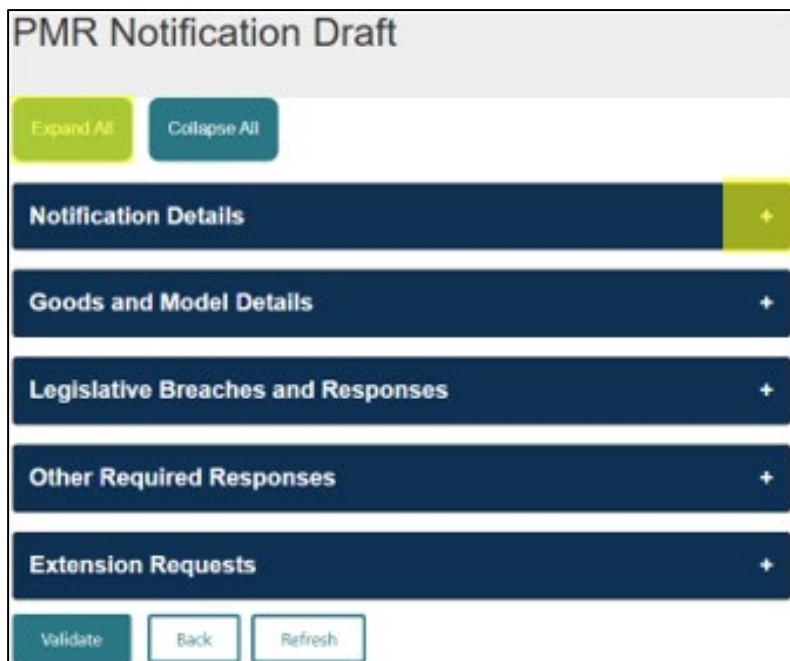 PMR Notification Draft
Expand All Collapse All
Notification Details +
Goods and Model Details +
Legislative Breaches and Responses +
Other Required Responses +
Extension Requests +
Validate Back Refresh